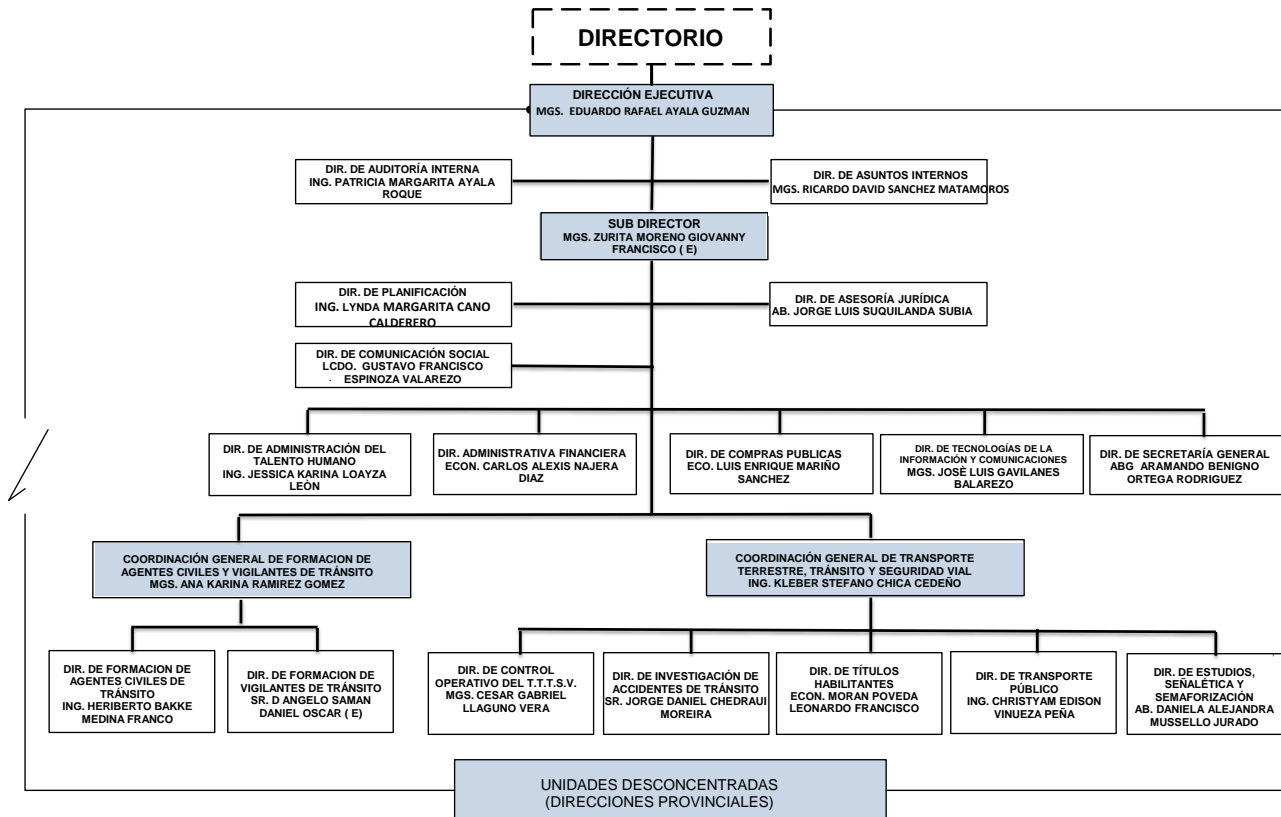 DIRECTORIO
DIRECCIÓN EJECUTIVA
MGS. EDUARDO RAFAEL AYALA GUZMAN
DIR. DE AUDITORÍA INTERNA
ING. PATRICIA MARGARITA AYALA
ROQUE
DIR. DE ASUNTOS INTERNOS
MGS. RICARDO DAVID SANCHEZ MATAMOROS
SUB DIRECTOR
MGS. ZURITA MORENO GIOVANNY
FRANCISCO ( E)
DIR. DE PLANIFICACIÓN
ING. LYNDA MARGARITA CANO
CALDERERO
DIR. DE ASESORÍA JURÍDICA
AB. JORGE LUIS SUQUILANDA SUBIA
DIR. DE COMUNICACIÓN SOCIAL
LCDO. GUSTAVO FRANCISCO
ESPINOZA VALAREZO
DIR. DE ADMINISTRACIÓN DEL
TALENTO HUMANO
ING. JESSICA KARINA LOAYZA
LEÒN
DIR. ADMINISTRATIVA FINANCIERA
ECON. CARLOS ALEXIS NAJERA
DIAZ
DIR. DE COMPRAS PUBLICAS
ECO. LUIS ENRIQUE MARIÑO
SANCHEZ
DIR. DE TECNOLOGÍAS DE LA
INFORMACIÓN Y COMUNICACIONES
MGS. JOSÈ LUIS GAVILANES
BALAREZO
DIR. DE SECRETARÍA GENERAL
ABG ARAMANDO BENIGNO
ORTEGA RODRIGUEZ
COORDINACIÓN GENERAL DE FORMACION DE
AGENTES CIVILES Y VIGILANTES DE TRÁNSITO
MGS. ANA KARINA RAMIREZ GOMEZ
COORDINACIÓN GENERAL DE TRANSPORTE
TERRESTRE, TRÁNSITO Y SEGURIDAD VIAL
ING. KLEBER STEFANO CHICA CEDEÑO
DIR. DE FORMACION DE
AGENTES CIVILES DE
TRÁNSITO
ING. HERIBERTO BAKKE
MEDINA FRANCO
DIR. DE FORMACION DE
VIGILANTES DE TRÁNSITO
SR. D ANGELO SAMAN
DANIEL OSCAR ( E)
DIR. DE CONTROL
OPERATIVO DEL T.T.T.S.V.
MGS. CESAR GABRIEL
LLAGUNO VERA
DIR. DE INVESTIGACIÓN DE
ACCIDENTES DE TRÁNSITO
SR. JORGE DANIEL CHEDRAUI
MOREIRA
DIR. DE TÍTULOS
HABILITANTES
ECON. MORAN POVEDA
LEONARDO FRANCISCO
DIR. DE TRANSPORTE
PÚBLICO
ING. CHRISTYAM EDISON
VINUEZA PEÑA
DIR. DE ESTUDIOS,
SEÑALÉTICA Y
SEMAFORIZACIÓN
AB. DANIELA ALEJANDRA
MUSSELLO JURADO
UNIDADES DESCONCENTRADAS
(DIRECCIONES PROVINCIALES)